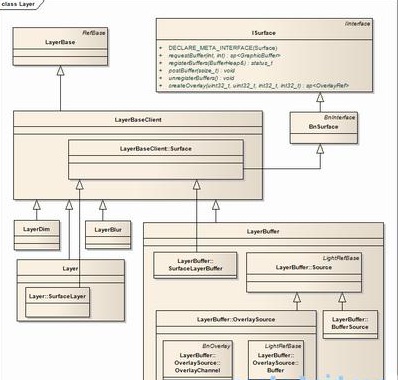 class Layer
RefBase
LayerBase
IInterface
ISurface
+ DECLARE_META_INTERFACE(Surface)
+ requestBuffer(int, int) : sp<GraphicBuffer>
+ registerBuffers(BufferHeap&) : status_t
+ postBuffer(ssize_t) : void
+ unregisterBuffers() : void
+ createOverlay(uint32_t, uint32_t, int32_t, int32_t) : sp<OverlayRef>
BnInterface
BnSurface
LayerBaseClient
LayerBaseClient::Surface
LayerDim
LayerBlur
Layer
Layer::SurfaceLayer
LayerBuffer
LayerBuffer::
SurfaceLayerBuffer
LightRefBase
LayerBuffer::Source
LayerBuffer::OverlaySource
LayerBuffer::
BufferSource
BnOverlay
LayerBuffer::
OverlaySource::
OverlayChannel
LightRefBase
LayerBuffer::
OverlaySource::
Buffer